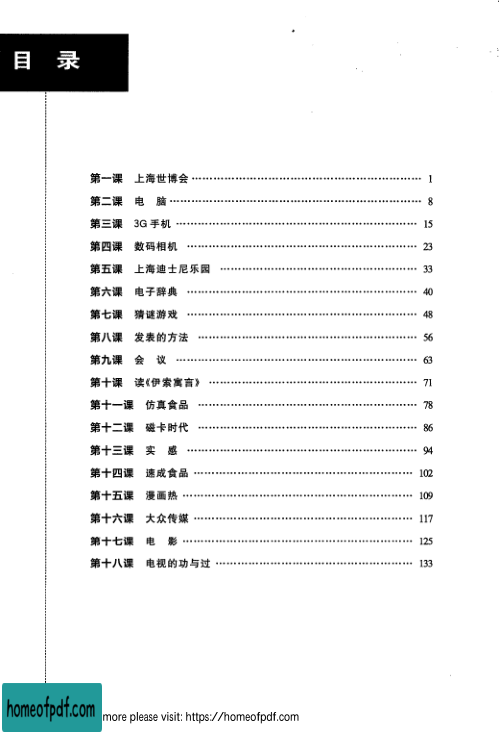 目 录
第一课 上海世博会 …… 1
第二课 电 脑 …… 8
第三课 3G手机 …… 15
第四课 数码相机 …… 23
第五课 上海迪士尼乐园 …… 33
第六课 电子辞典 …… 40
第七课 猜谜游戏 …… 48
第八课 发表的方法 …… 56
第九课 会 议 …… 63
第十课 读《伊索寓言》 …… 71
第十一课 仿真食品 …… 78
第十二课 磁卡时代 …… 86
第十三课 实 感 …… 94
第十四课 速成食品 …… 102
第十五课 漫画热 …… 109
第十六课 大众传媒 …… 117
第十七课 电 影 …… 125
第十八课 电视的功与过 …… 133
homeofpdf.com
more please visit: https://homeofpdf.com